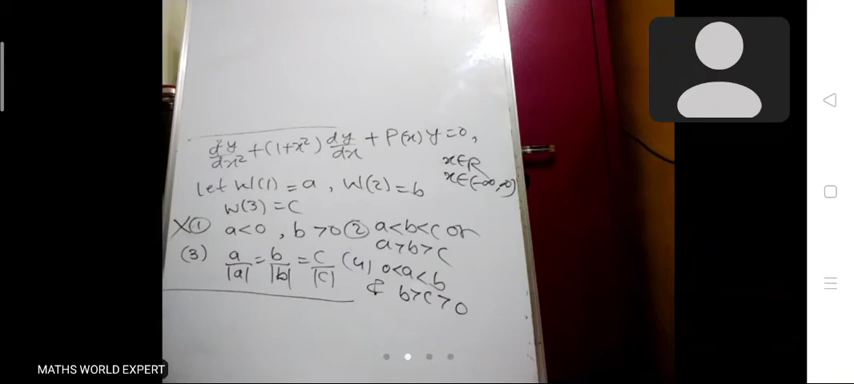 d²y/dx² + (1+x²) dy/dx + P(x) y = 0,
x∈R
x∈(-∞,∞)
Let W(1) = a, W(2) = b
W(3) = c
X① a<0, b>0 ② a<b<c or
a>b>c
(3) a/|a| = b/|b| = c/|c| (4) 0<a<b
& b>c>0
MATHS WORLD EXPERT